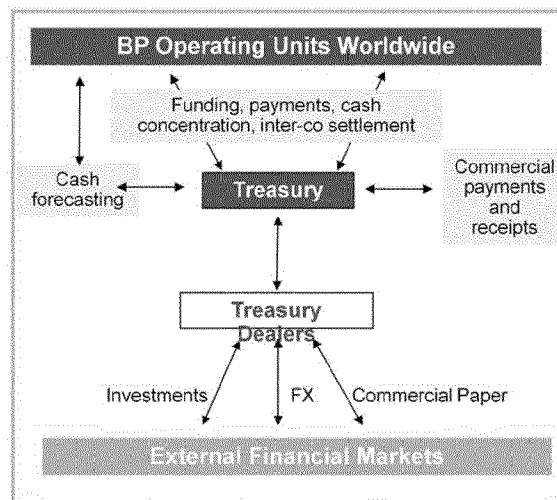 BP Operating Units Worldwide
Funding, payments, cash
concentration, inter-co settlement
Cash
forecasting
Treasury
Commercial
payments
and
receipts
Treasury
Dealers
Investments
FX
Commercial Paper
External Financial Markets